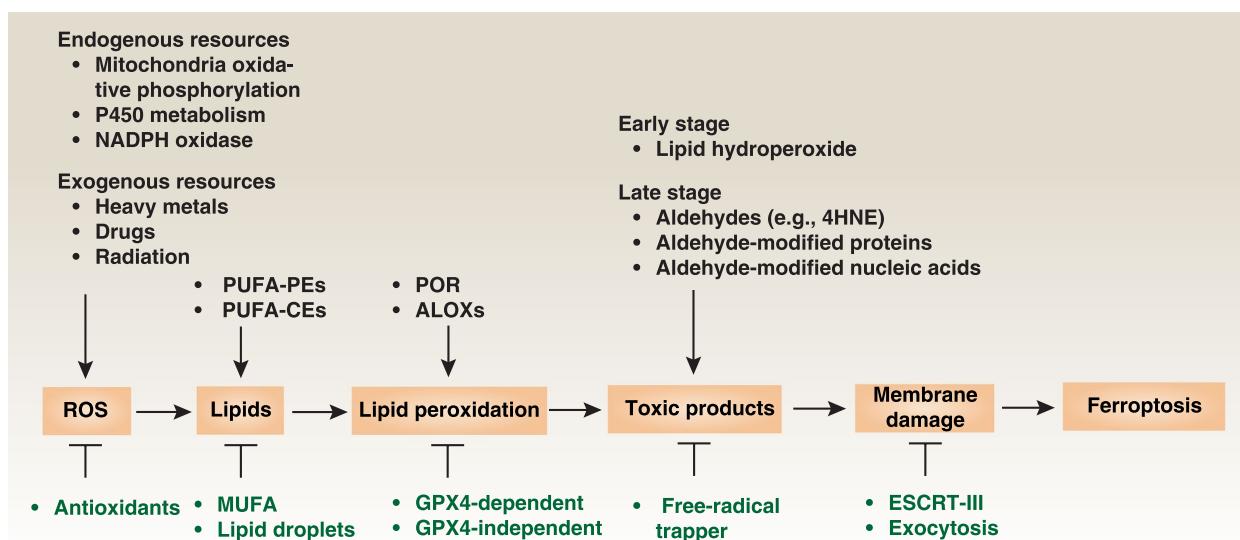 Endogenous resources
• Mitochondria oxida-
tive phosphorylation
• P450 metabolism
• NADPH oxidase
Exogenous resources
• Heavy metals
• Drugs
• Radiation
• PUFA-PEs
• PUFA-CEs
• POR
• ALOXs
Early stage
• Lipid hydroperoxide
Late stage
• Aldehydes (e.g., 4HNE)
• Aldehyde-modified proteins
• Aldehyde-modified nucleic acids
ROS
Lipids
Lipid peroxidation
Toxic products
Membrane
damage
Ferroptosis
• Antioxidants
• MUFA
• Lipid droplets
• GPX4-dependent
• GPX4-independent
• Free-radical
trapper
• ESCRT-III
• Exocytosis